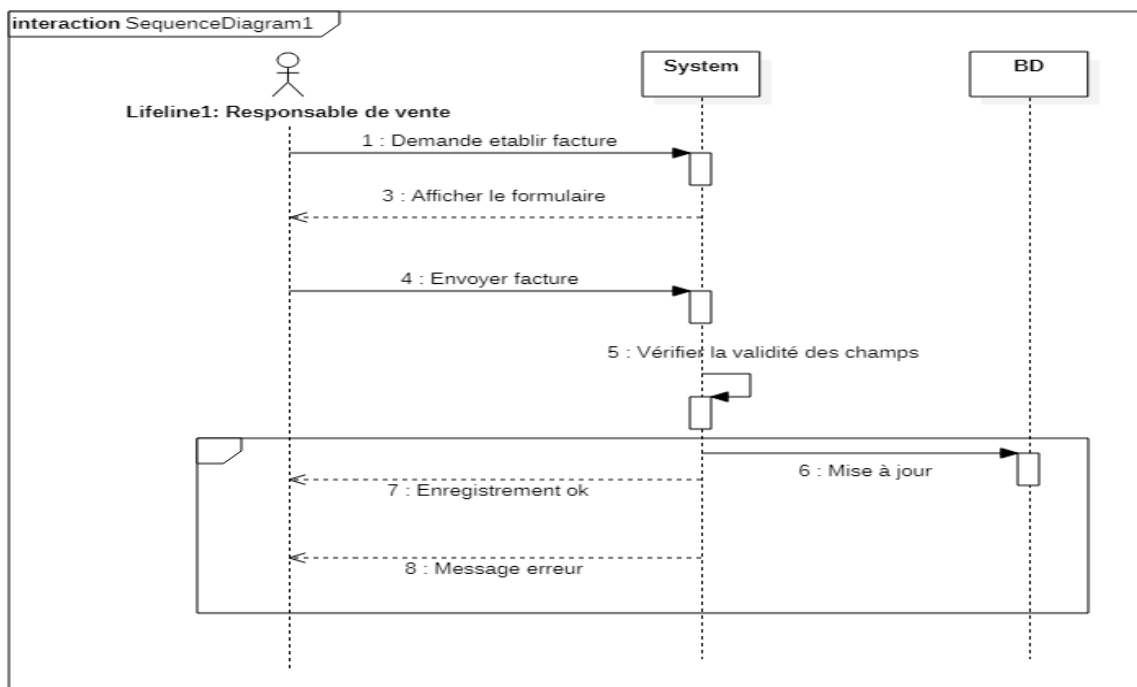 interaction SequenceDiagram1
System
BD
Lifeline1: Responsable de vente
1 : Demande etablir facture
3 : Afficher le formulaire
4 : Envoyer facture
5 : Vérifier la validité des champs
6 : Mise à jour
7 : Enregistrement ok
8 : Message erreur